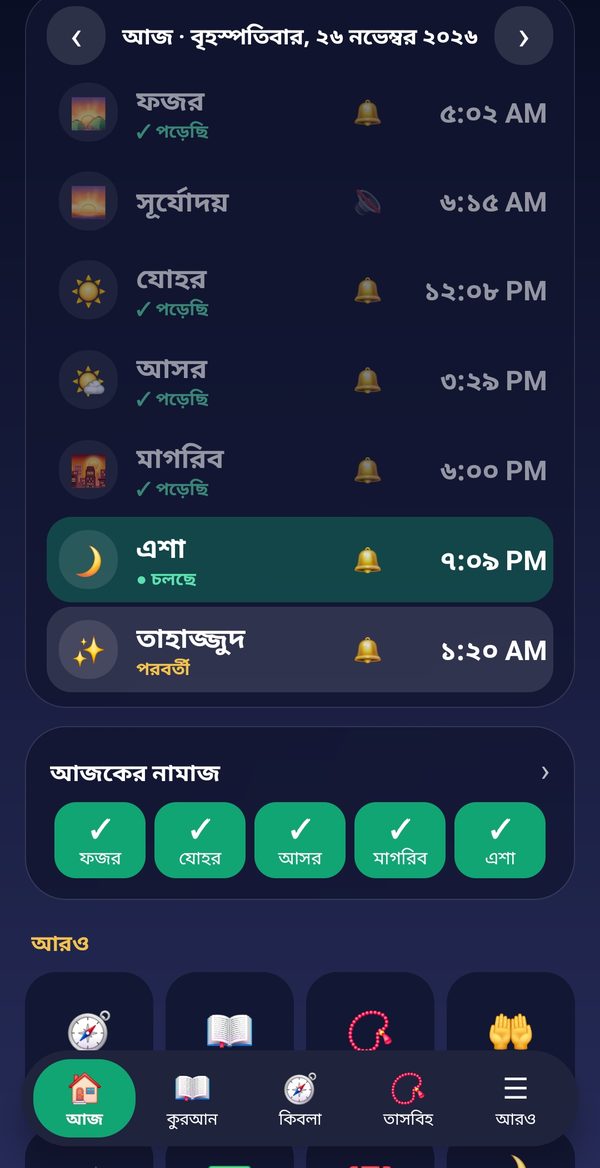 ‹ আজ · বৃহস্পতিবার, ২৬ নভেম্বর ২০২৬ ›
ফজর ৫:০২ AM
✓ পড়েছি
সূর্যোদয় ৬:১৫ AM
যোহর ১২:০৮ PM
✓ পড়েছি
আসর ৩:২৯ PM
✓ পড়েছি
মাগরিব ৬:০০ PM
✓ পড়েছি
এশা ৭:০৯ PM
• চলছে
তাহাজ্জুদ ১:২০ AM
পরবর্তী
আজকের নামাজ ›
✓ ✓ ✓ ✓ ✓
ফজর যোহর আসর মাগরিব এশা
আরও
আজ কুরআন কিবলা তাসবিহ আরও